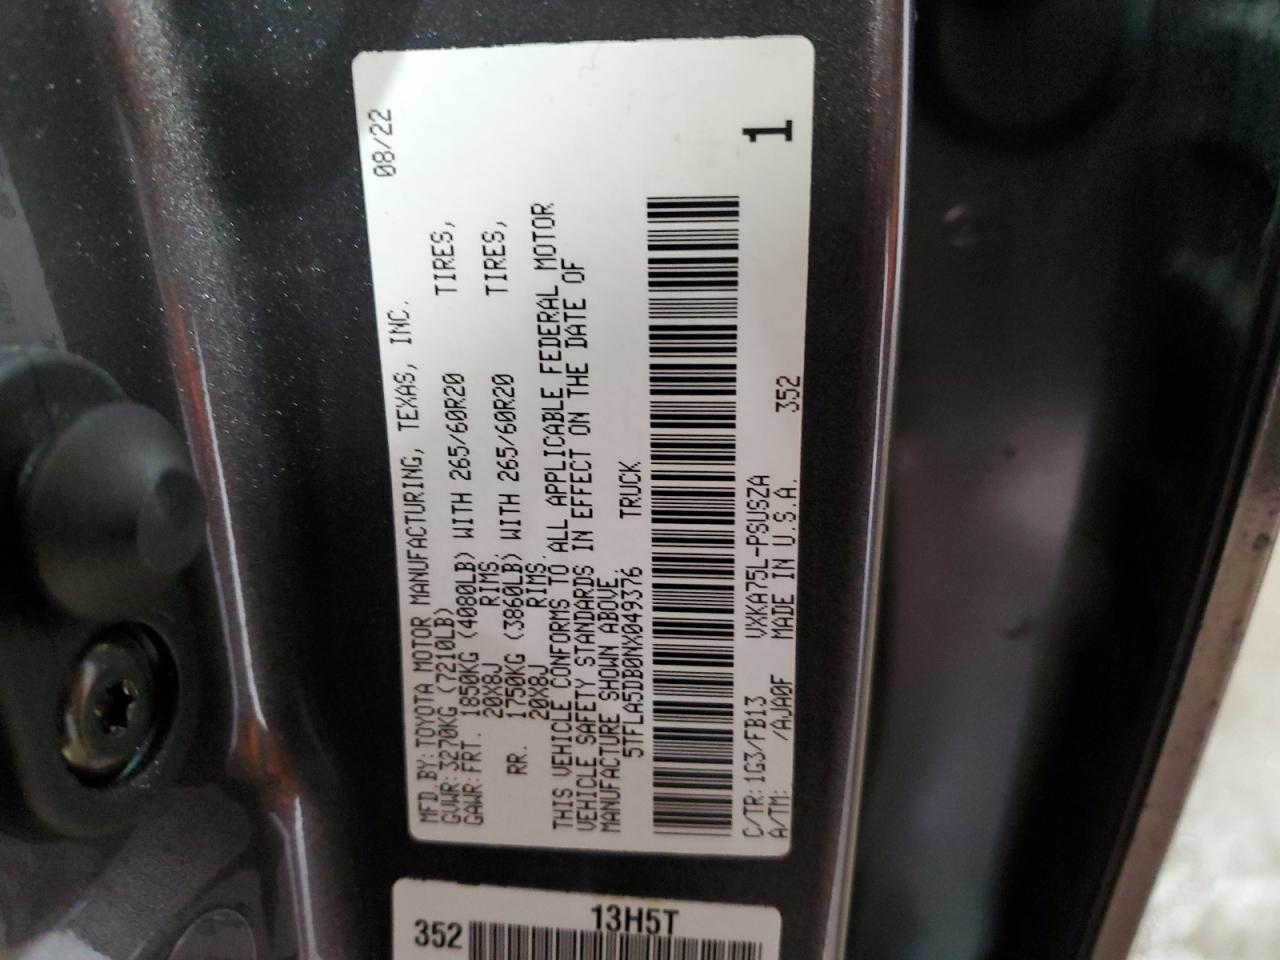 08/22
MFD BY: TOYOTA MOTOR MANUFACTURING, TEXAS, INC.
GVWR: 3270KG (7210LB)
GAWR: FRT. 1850KG (4080LB) WITH 265/60R20 TIRES,
20X8J RIMS.
RR. 1750KG (3860LB) WITH 265/60R20 TIRES,
20X8J RIMS.
THIS VEHICLE CONFORMS TO ALL APPLICABLE FEDERAL MOTOR
VEHICLE SAFETY STANDARDS IN EFFECT ON THE DATE OF
MANUFACTURE SHOWN ABOVE.
5TFLA5DB0NX049376 TRUCK
C/TR: 1G3/FB13 VXKA75L-PSUSZA
A/TM: /AJA0F MADE IN U.S.A. 352
1
13H5T
352